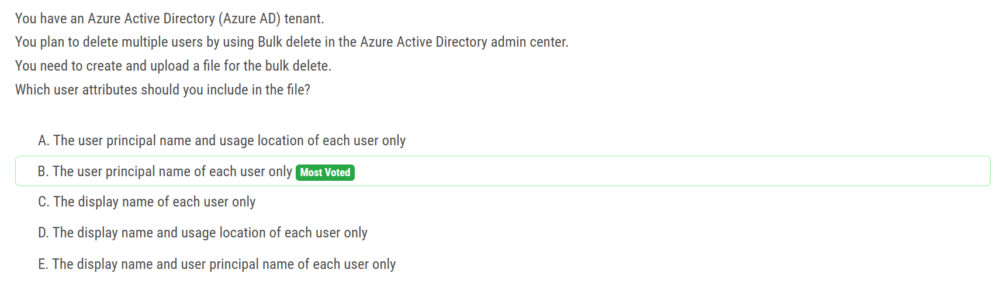 You have an Azure Active Directory (Azure AD) tenant.
You plan to delete multiple users by using Bulk delete in the Azure Active Directory admin center.
You need to create and upload a file for the bulk delete.
Which user attributes should you include in the file?
A. The user principal name and usage location of each user only
B. The user principal name of each user only Most Voted
C. The display name of each user only
D. The display name and usage location of each user only
E. The display name and user principal name of each user only